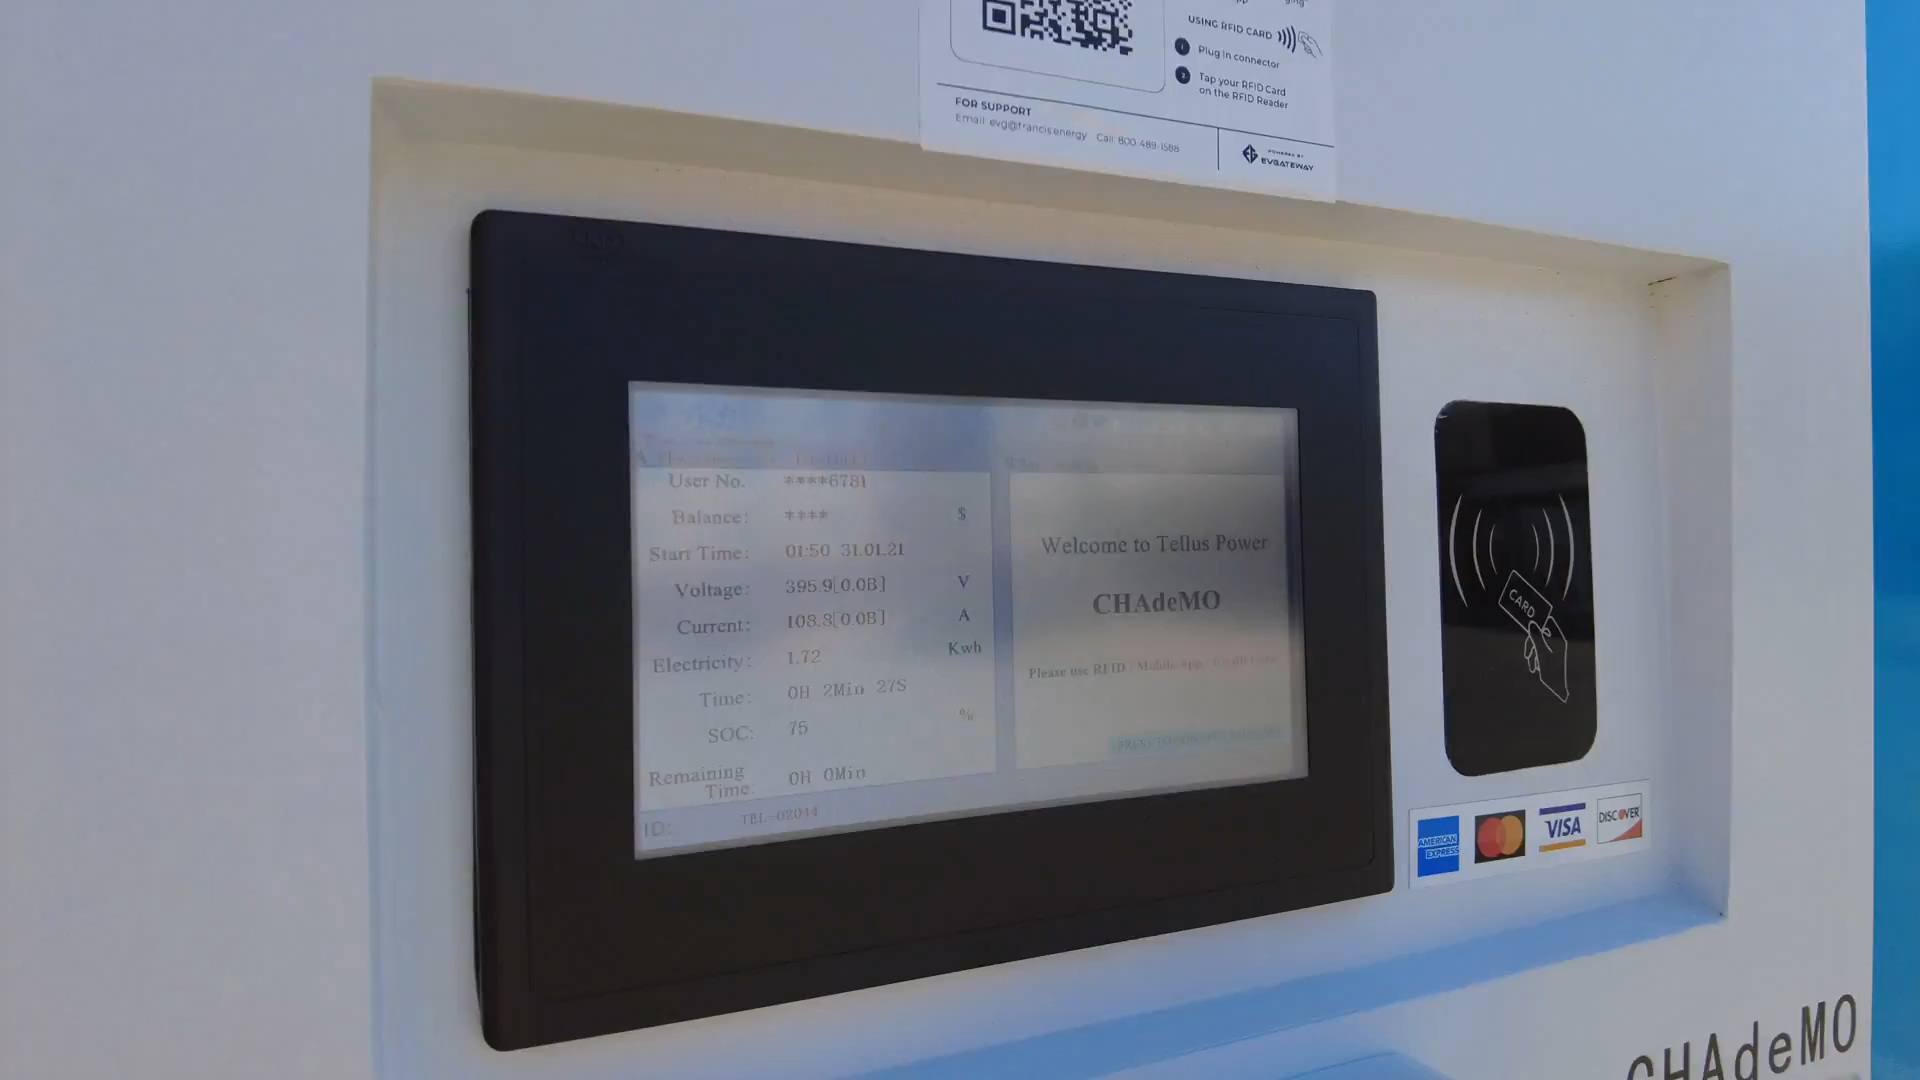 USING RFID CARD
1 Plug in connector
2 Tap your RFID Card
on the RFID Reader
FOR SUPPORT
Email: evg@francis.energy Call: 800-489-1588
POWERED BY
EVGATEWAY
User No. ****6781
Balance: **** $
Start Time: 01:50 31.01.21
Voltage: 395.9[0.0B] V
Current: 108.8[0.0B] A
Electricity: 1.72 Kwh
Time: 0H 2Min 27S
SOC: 75 %
Remaining
Time: 0H 0Min
ID: TEL-02044
Welcome to Tellus Power
CHAdeMO
Please use RFID / Mobile App / Credit Card
CARD
AMERICAN
EXPRESS
VISA
DISCOVER
CHAdeMO